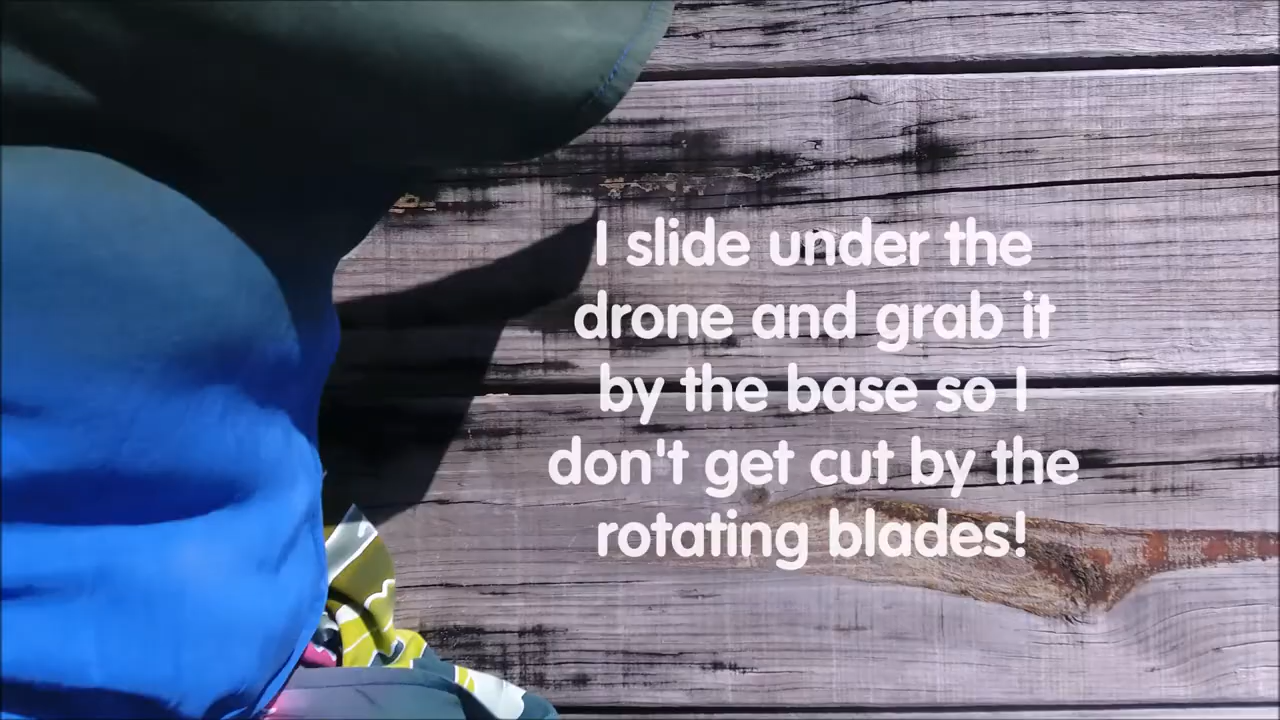 I slide under the
drone and grab it
by the base so I
don't get cut by the
rotating blades!